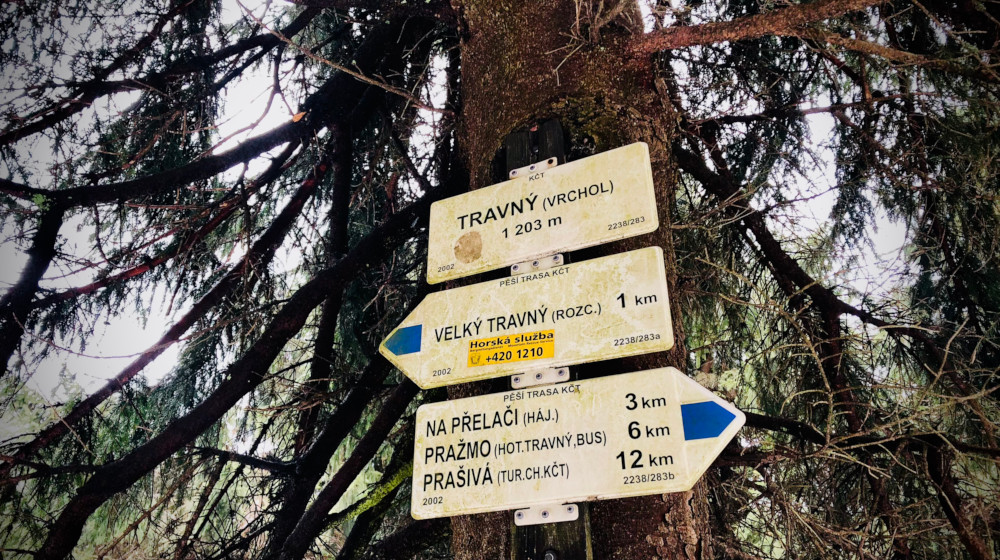 KČT
TRAVNÝ (VRCHOL)
1 203 m
2002 2238/283
PĚŠÍ TRASA KČT
VELKÝ TRAVNÝ (ROZC.) 1 KM
Horská služba
+420 1210
2002 2238/283a
PĚŠÍ TRASA KČT
NA PŘELAČI (HÁJ.) 3 KM
PRAŽMO (HOT.TRAVNÝ,BUS) 6 KM
PRAŠIVÁ (TUR.CH.KČT) 12 KM
2002 2238/283b